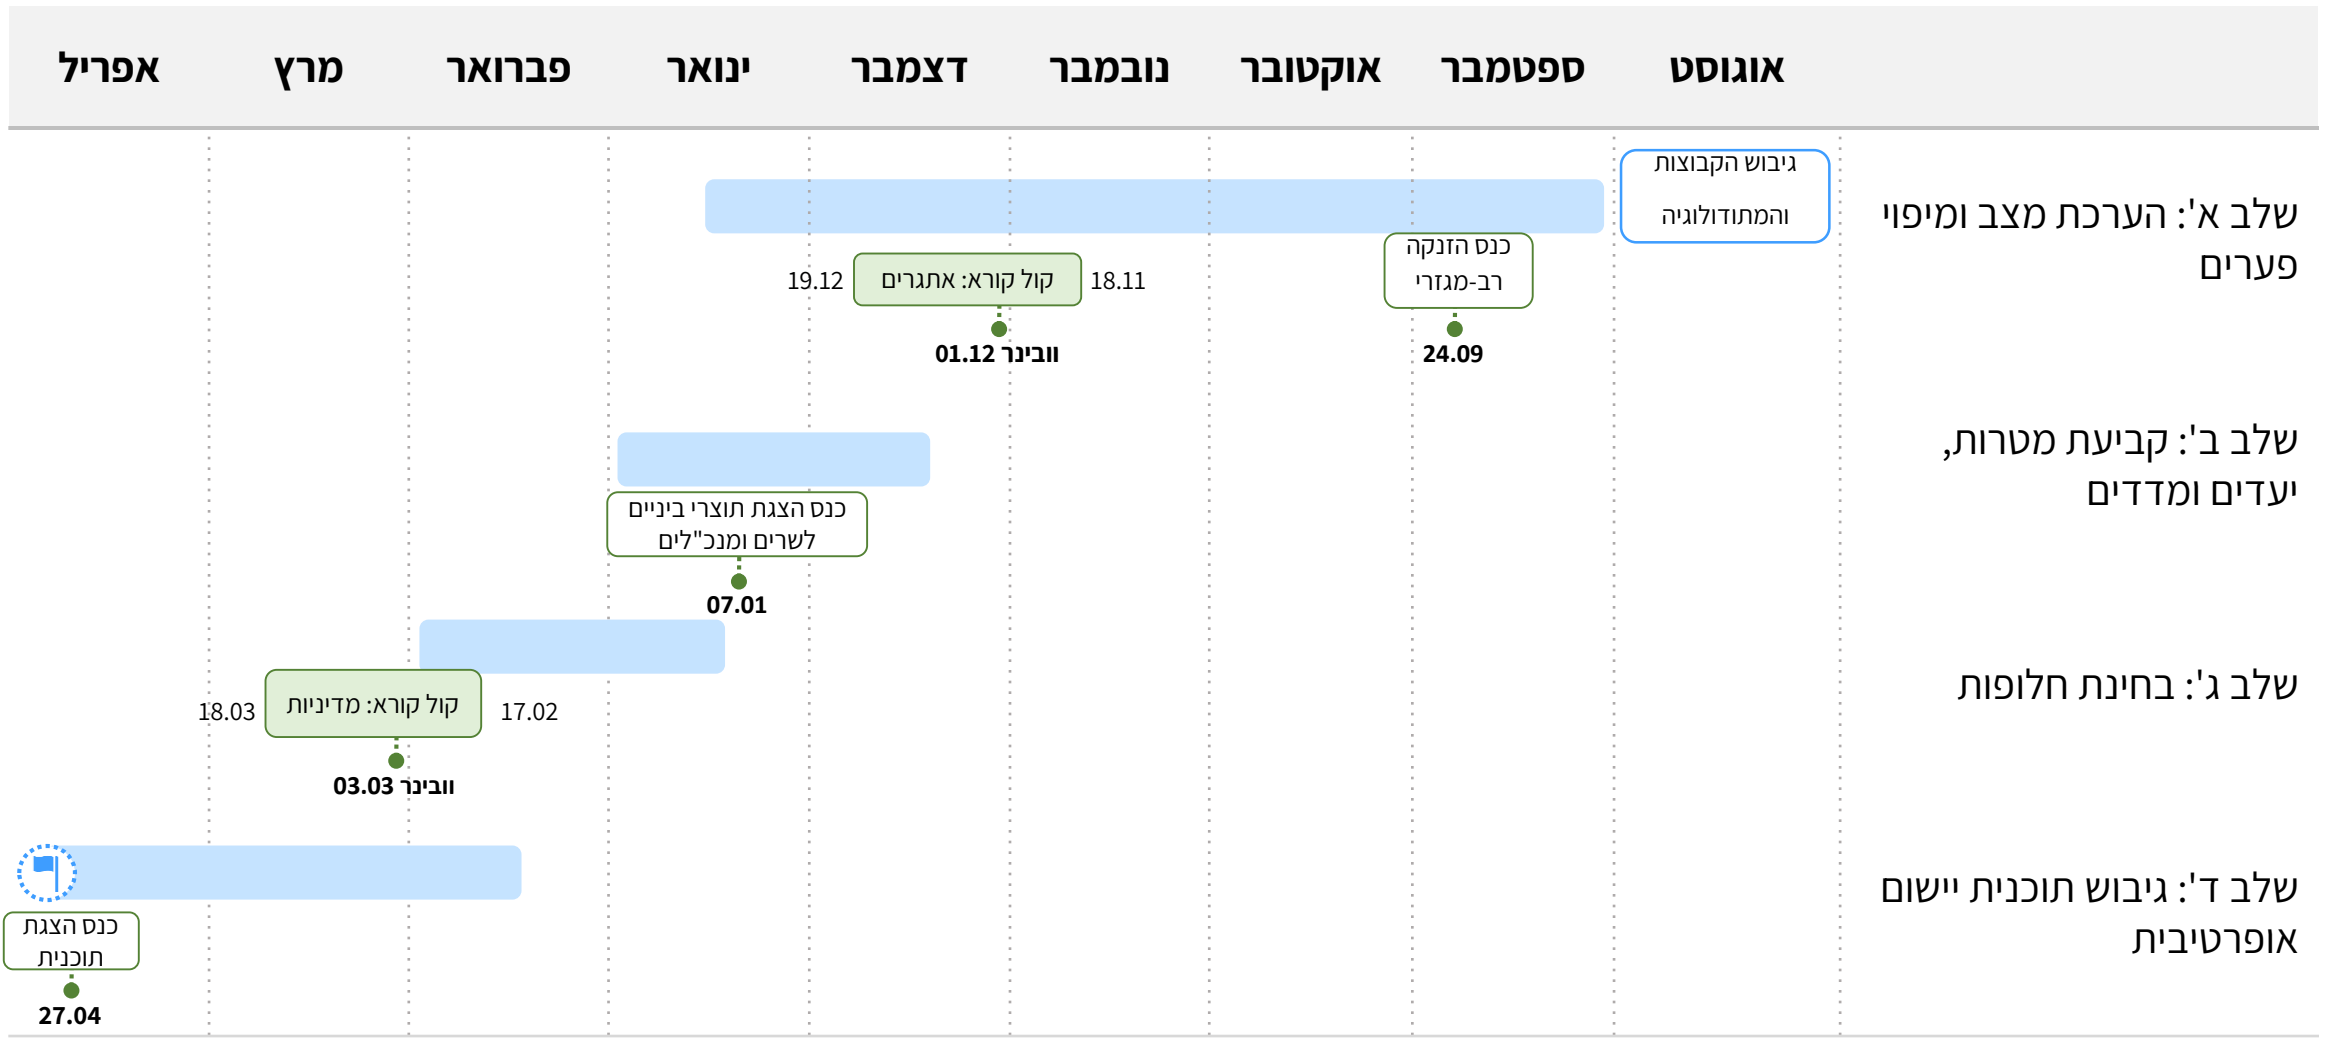 אוגוסט ספטמבר אוקטובר נובמבר דצמבר ינואר פברואר מרץ אפריל
שלב א': הערכת מצב ומיפוי
פערים
גיבוש הקבוצות
והמתודולוגיה
כנס הזנקה
רב-מגזרי
24.09
18.11
קול קורא: אתגרים
19.12
וובינר 01.12
שלב ב': קביעת מטרות,
יעדים ומדדים
כנס הצגת תוצרי ביניים
לשרים ומנכ"לים
07.01
שלב ג': בחינת חלופות
17.02
קול קורא: מדיניות
18.03
וובינר 03.03
שלב ד': גיבוש תוכנית יישום
אופרטיבית
כנס הצגת
תוכנית
27.04